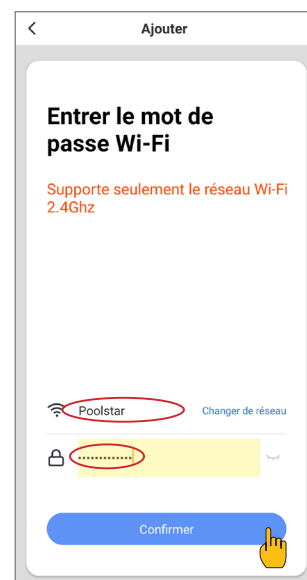 Ajouter
Entrer le mot de
passe Wi-Fi
Supporte seulement le réseau Wi-Fi
2.4Ghz
Poolstar Changer de réseau
•••••••••••••
Confirmer